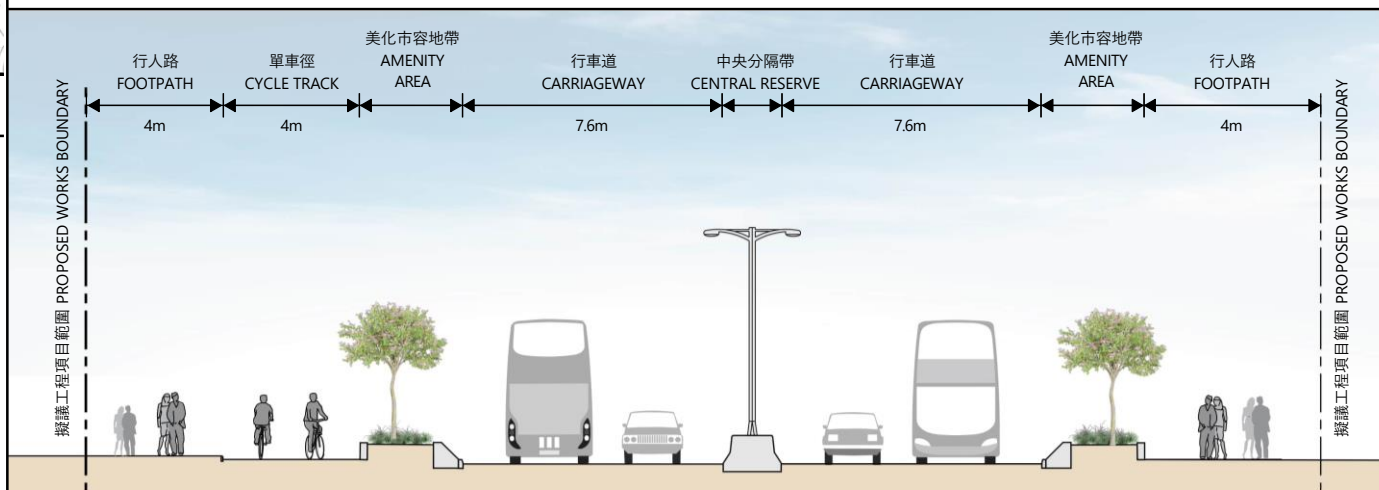 行人路
FOOTPATH
4m
單車徑
CYCLE TRACK
4m
美化市容地帶
AMENITY
AREA
行車道
CARRIAGEWAY
7.6m
中央分隔帶
CENTRAL RESERVE
行車道
CARRIAGEWAY
7.6m
美化市容地帶
AMENITY
AREA
行人路
FOOTPATH
4m
擬議工程項目範圍 PROPOSED WORKS BOUNDARY
擬議工程項目範圍 PROPOSED WORKS BOUNDARY